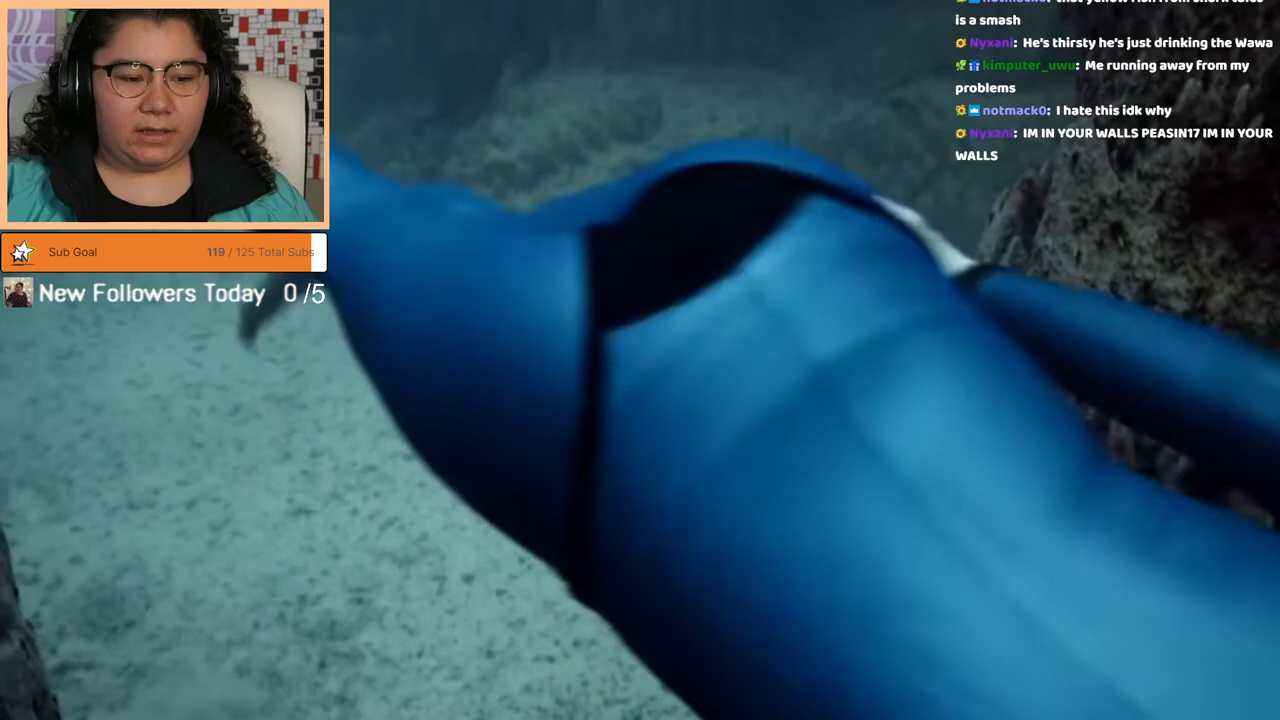 is a smash
Nyxani: He's thirsty he's just drinking the Wawa
kimputer_uwu: Me running away from my
problems
notmack0: I hate this idk why
Nyxani: IM IN YOUR WALLS PEASIN17 IM IN YOUR
WALLS
Sub Goal 119 / 125 Total Subs
New Followers Today 0 /5